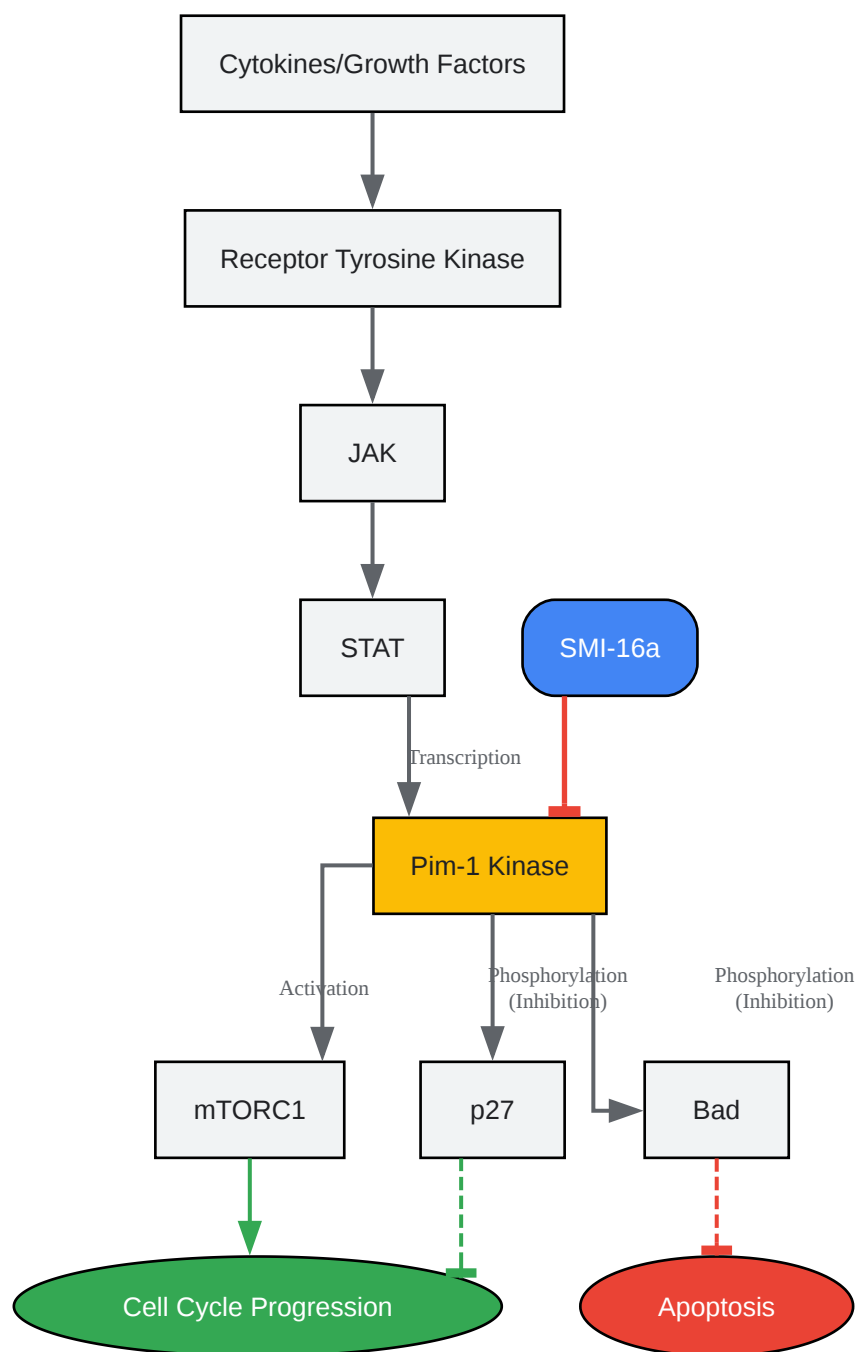 Cytokines/Growth Factors
Receptor Tyrosine Kinase
JAK
STAT
SMI-16a
Transcription
Pim-1 Kinase
Activation
Phosphorylation
(Inhibition)
Phosphorylation
(Inhibition)
mTORC1
p27
Bad
Cell Cycle Progression
Apoptosis